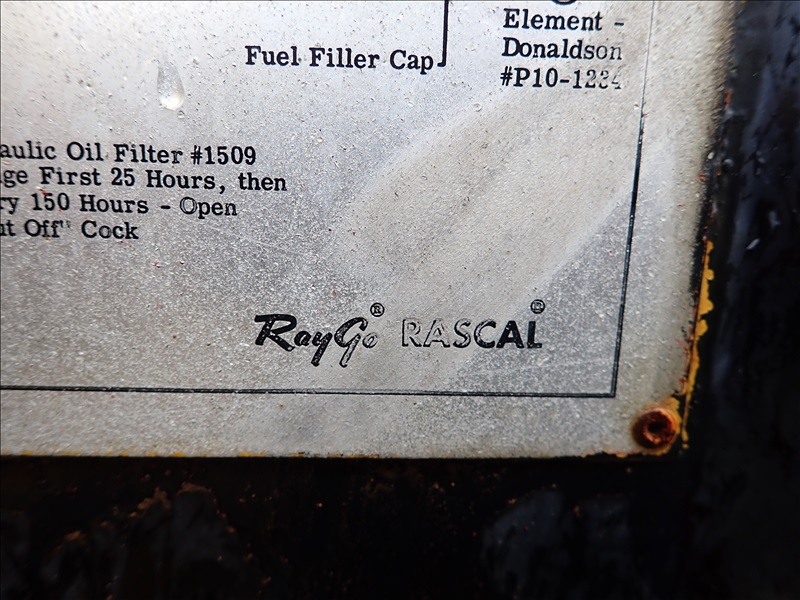 Element -
Donaldson
#P10-1234
Fuel Filler Cap
aulic Oil Filter #1509
ge First 25 Hours, then
ry 150 Hours - Open
ut Off" Cock
RayGo® RASCAL®